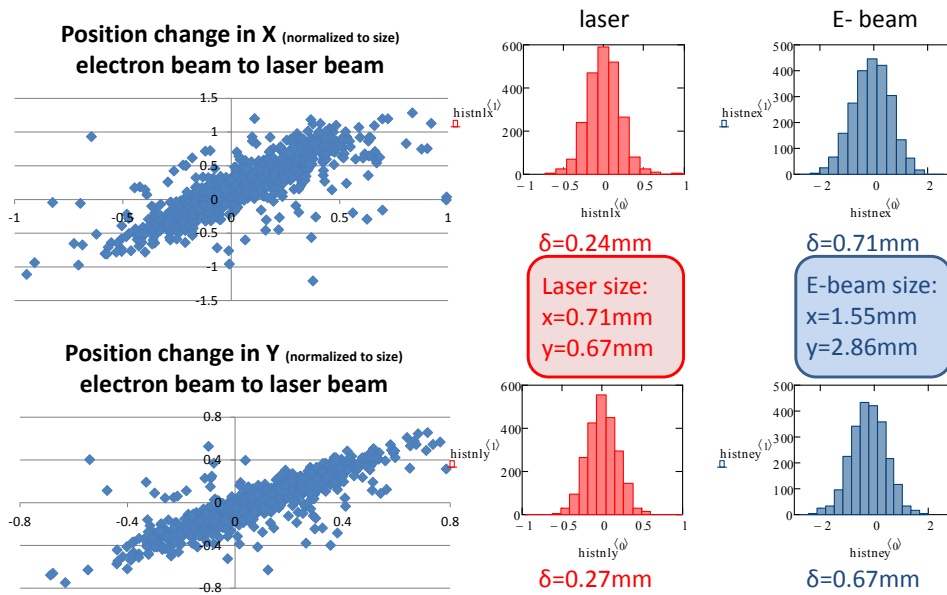 Position change in X (normalized to size)
electron beam to laser beam
1.5
1
0.5
0
-0.5
-1
-1.5
-1
-0.5
0
0.5
1
laser
600
400
200
0
histnlx⟨1⟩
− 1
− 0.5
0
0.5
1
histnlx⟨0⟩
δ=0.24mm
E- beam
500
400
300
200
100
0
histnex⟨1⟩
− 2
0
2
histnex⟨0⟩
δ=0.71mm
Laser size:
x=0.71mm
y=0.67mm
E-beam size:
x=1.55mm
y=2.86mm
Position change in Y (normalized to size)
electron beam to laser beam
0.8
0.4
0
-0.4
-0.8
-0.8
-0.4
0
0.4
0.8
600
400
200
0
histnly⟨1⟩
− 1
− 0.5
0
0.5
1
histnly⟨0⟩
δ=0.27mm
500
400
300
200
100
0
histney⟨1⟩
− 2
0
2
histney⟨0⟩
δ=0.67mm